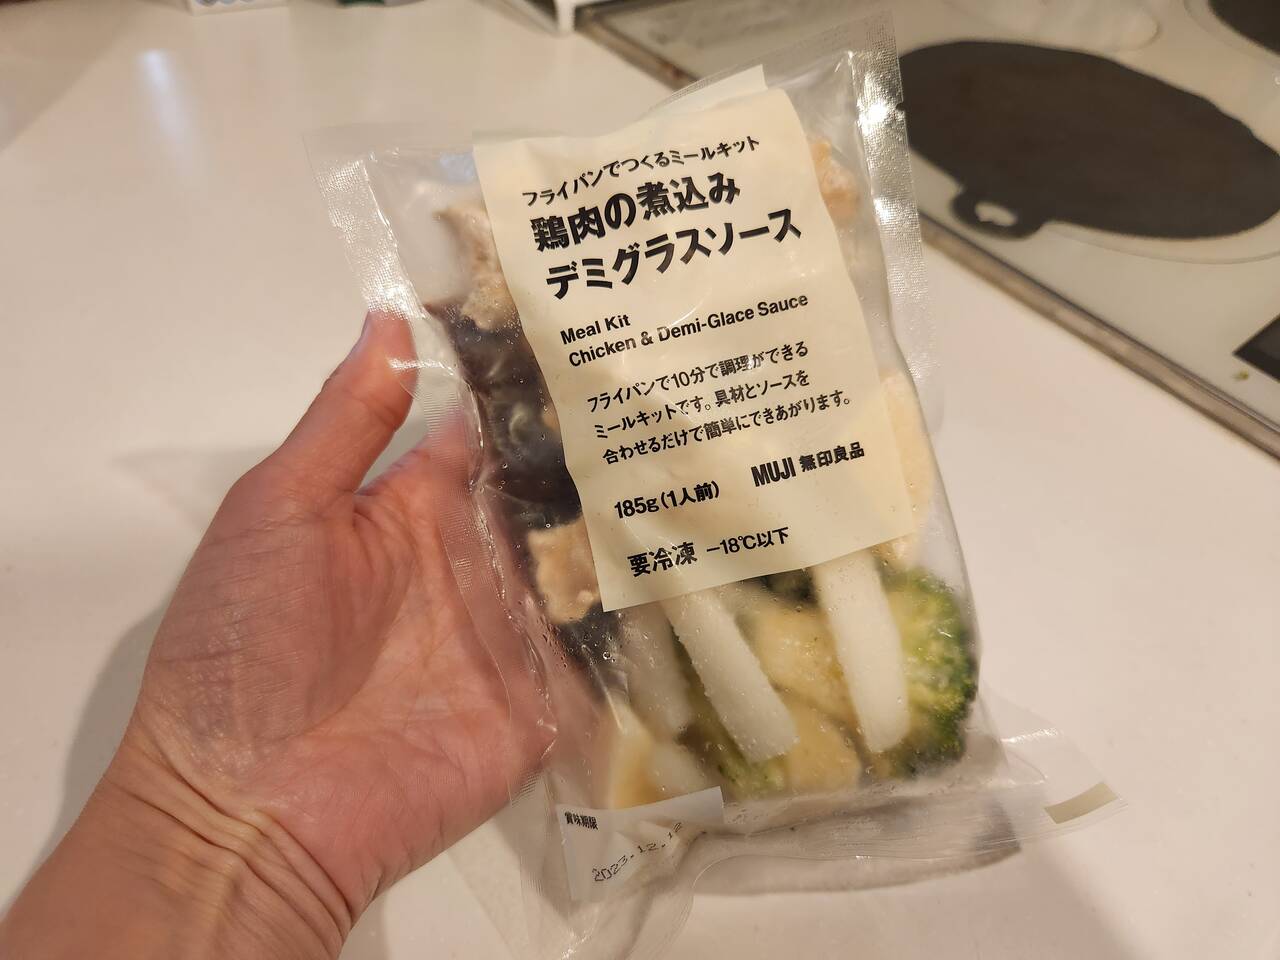 フライパンでつくるミールキット
鶏肉の煮込み
デミグラスソース
Meal Kit
Chicken & Demi-Glace Sauce
フライパンで10分で調理ができる
ミールキットです。具材とソースを
合わせるだけで簡単にできあがります。
185g(1人前) MUJI 無印良品
要冷凍 −18℃以下
賞味期限
2023.12.12